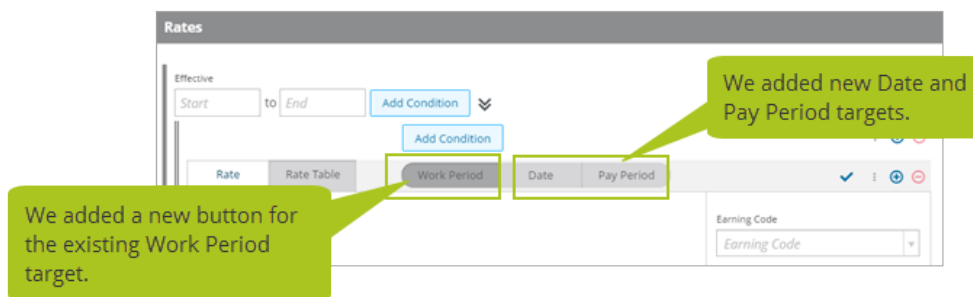 Rates
Effective
Start to End Add Condition
We added new Date and
Pay Period targets.
Add Condition
Rate Rate Table Work Period Date Pay Period
We added a new button for
the existing Work Period
target.
Earning Code
Earning Code